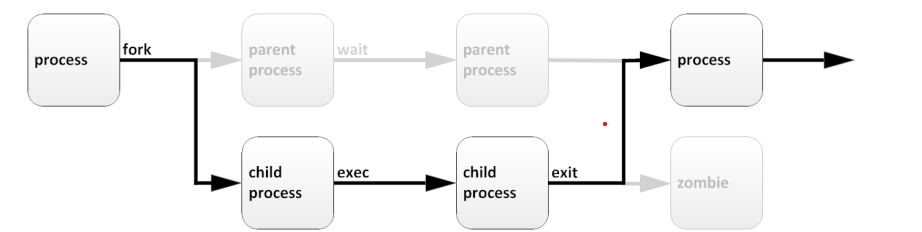 process
fork
parent
process
wait
parent
process
process
child
process
exec
child
process
exit
zombie